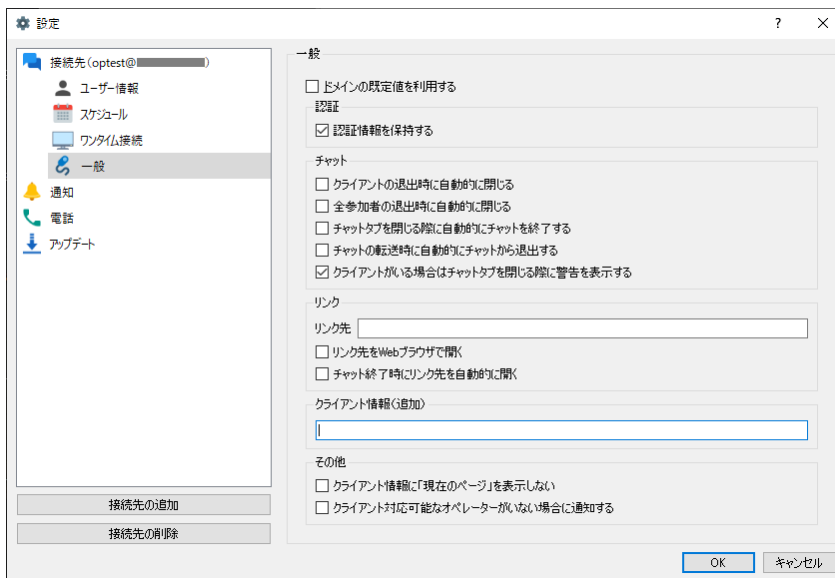 設定
?
接続先(optest@
)
ユーザー情報
スケジュール
ワンタイム接続
一般
通知
電話
アップデート
接続先の追加
接続先の削除
一般
ドメインの既定値を利用する
認証
認証情報を保持する
チャット
クライアントの退出時に自動的に閉じる
全参加者の退出時に自動的に閉じる
チャットタブを閉じる際に自動的にチャットを終了する
チャットの転送時に自動的にチャットから退出する
クライアントがいる場合はチャットタブを閉じる際に警告を表示する
リンク
リンク先
リンク先をWebブラウザで開く
チャット終了時にリンク先を自動的に開く
クライアント情報(追加)
その他
クライアント情報に「現在のページ」を表示しない
クライアント対応可能なオペレーターがいない場合に通知する
OK
キャンセル